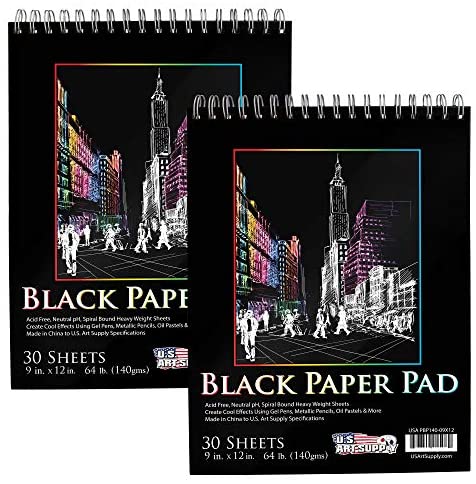 BLACK PAPE
Acid Free, Neutral pH, Spiral Bound Heavy Weight Sheets
Create Cool Effects Using Gel Pens, Metallic Pencils, Oil Pastels &
Made in China to U.S. Art Supply Specifications
30 SHEETS
9 in. x 12 in. 64 lb. (140gms)
U.S.
ART SUPPLY
BLACK PAPER PAD
Acid Free, Neutral pH, Spiral Bound Heavy Weight Sheets
Create Cool Effects Using Gel Pens, Metallic Pencils, Oil Pastels & More
Made in China to U.S. Art Supply Specifications
30 SHEETS
9 in. x 12 in. 64 lb. (140gms)
U.S.
ART SUPPLY
USA PBP140-09X12
USArtSupply.com